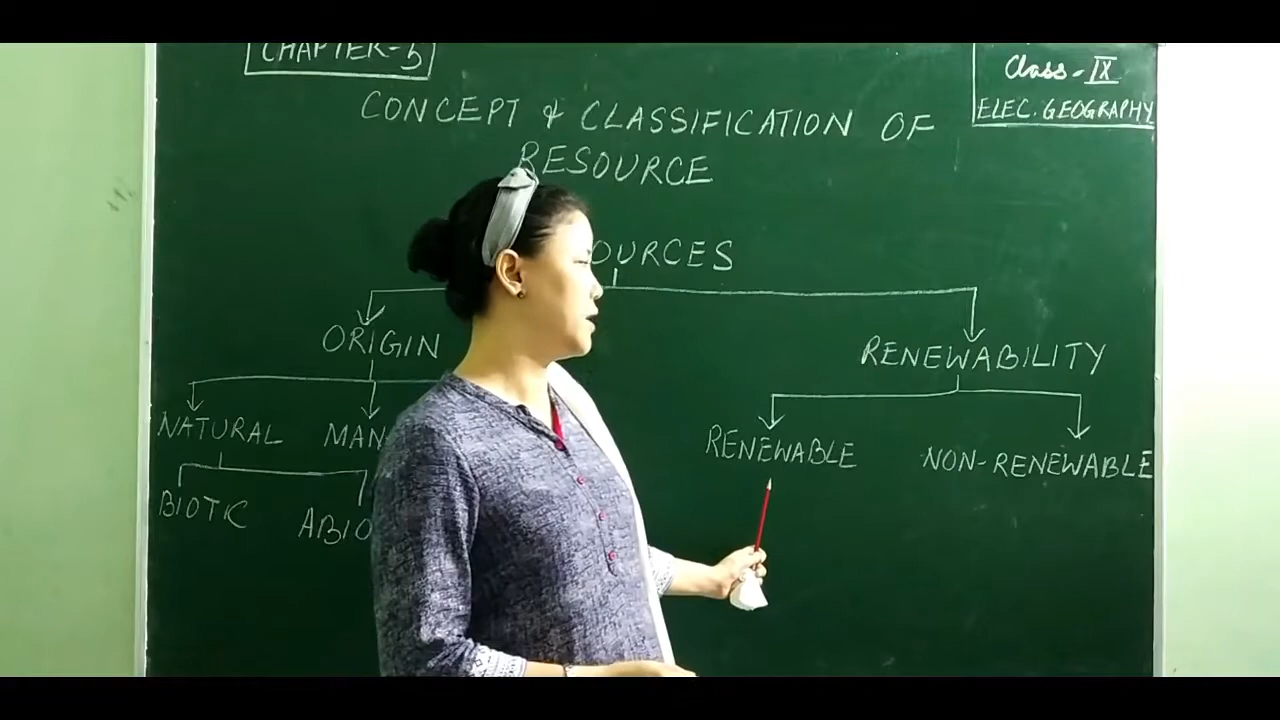 CHAPTER-5
Class-IX
ELEC. GEOGRAPHY
CONCEPT & CLASSIFICATION OF
RESOURCE
OURCES
ORIGIN
RENEWABILITY
NATURAL
MAN
RENEWABLE
NON-RENEWABLE
BIOTIC
ABIO